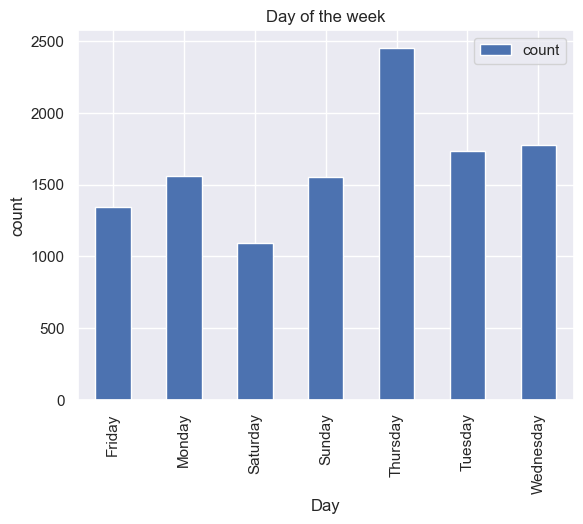 Day of the week
count
2500
2000
1500
1000
500
0
count
Friday
Monday
Saturday
Sunday
Thursday
Tuesday
Wednesday
Day